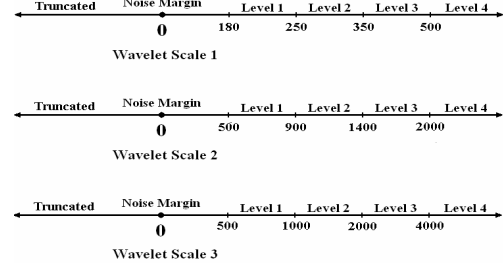 Truncated Noise Margin Level 1 Level 2 Level 3 Level 4
0 180 250 350 500
Wavelet Scale 1
Truncated Noise Margin Level 1 Level 2 Level 3 Level 4
0 500 900 1400 2000
Wavelet Scale 2
Truncated Noise Margin Level 1 Level 2 Level 3 Level 4
0 500 1000 2000 4000
Wavelet Scale 3